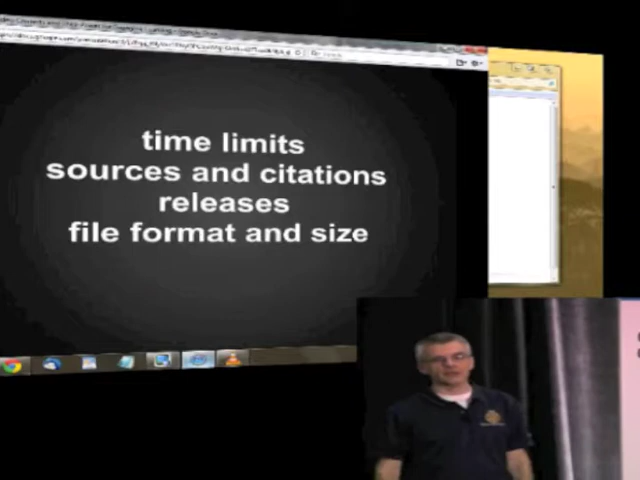 time limits
sources and citations
releases
file format and size